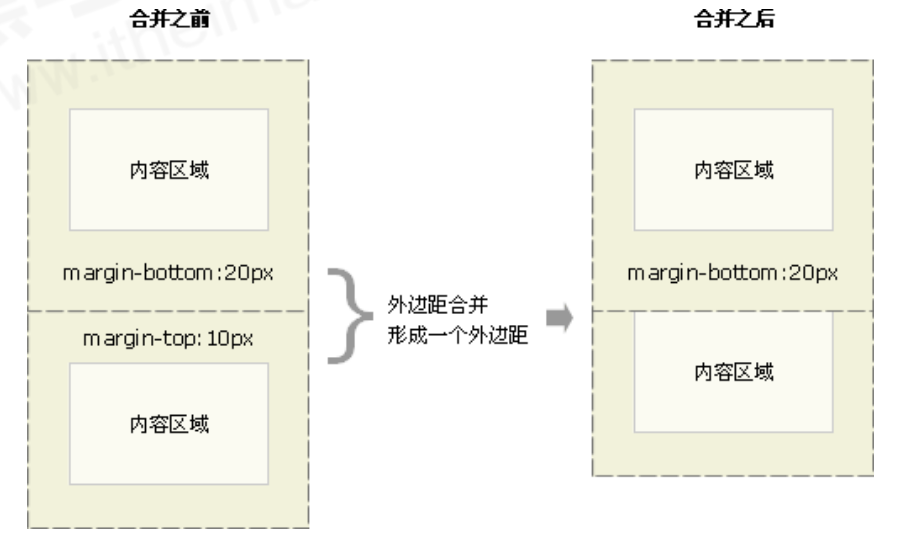 合并之前
内容区域
margin-bottom:20px
margin-top:10px
内容区域
外边距合并
形成一个外边距
合并之后
内容区域
margin-bottom:20px
内容区域